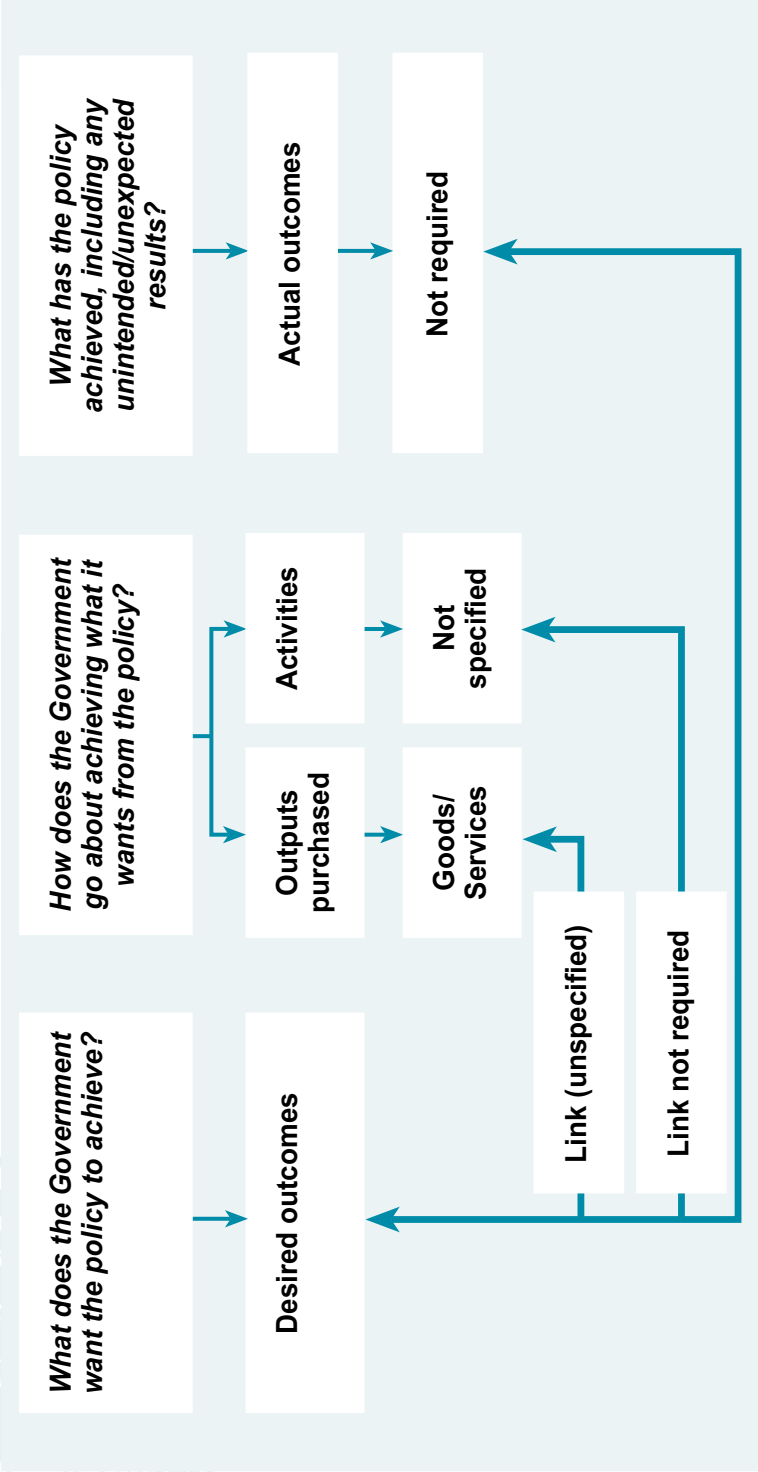 What does the Government
want the policy to achieve?
How does the Government
go about achieving what it
wants from the policy?
What has the policy
achieved, including any
unintended/unexpected
results?
Desired outcomes
Outputs
purchased
Activities
Actual outcomes
Goods/
Services
Not
specified
Not required
Link (unspecified)
Link not required